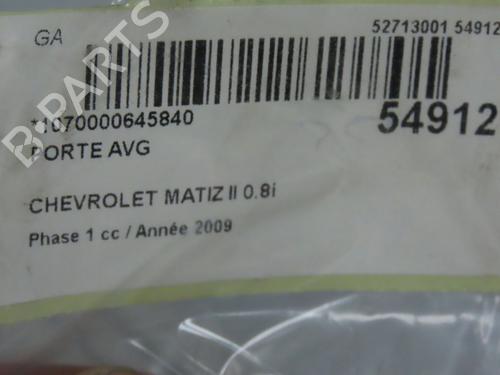 GA
52713001 54912
*1070000645840
54912
PORTE AVG
CHEVROLET MATIZ II 0.8i
Phase 1 cc / Année 2009
B-PARTS